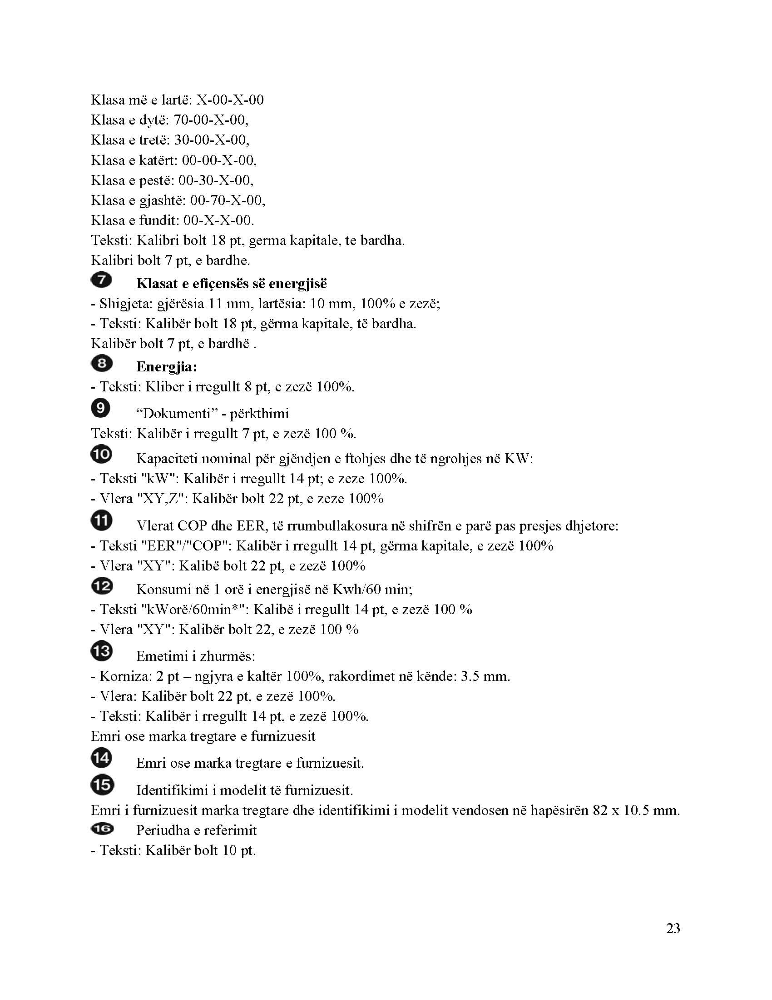 Klasa më e lartë: X-00-X-00
Klasa e dytë: 70-00-X-00,
Klasa e tretë: 30-00-X-00,
Klasa e katërt: 00-00-X-00,
Klasa e pestë: 00-30-X-00,
Klasa e gjashtë: 00-70-X-00,
Klasa e fundit: 00-X-X-00.
Teksti: Kalibri bolt 18 pt, germa kapitale, te bardha.
Kalibri bolt 7 pt, e bardhe.
7 Klasat e efiçensës së energjisë
- Shigjeta: gjërësia 11 mm, lartësia: 10 mm, 100% e zezë;
- Teksti: Kalibër bolt 18 pt, gërma kapitale, të bardha.
Kalibër bolt 7 pt, e bardhë .
8 Energjia:
- Teksti: Kliber i rregullt 8 pt, e zezë 100%.
9 “Dokumenti” - përkthimi
Teksti: Kalibër i rregullt 7 pt, e zezë 100 %.
10 Kapaciteti nominal për gjëndjen e ftohjes dhe të ngrohjes në KW:
- Teksti "kW": Kalibër i rregullt 14 pt; e zeze 100%.
- Vlera "XY,Z": Kalibër bolt 22 pt, e zeze 100%
11 Vlerat COP dhe EER, të rrumbullakosura në shifrën e parë pas presjes dhjetore:
- Teksti "EER"/"COP": Kalibër i rregullt 14 pt, gërma kapitale, e zezë 100%
- Vlera "XY": Kalibë bolt 22 pt, e zezë 100%
12 Konsumi në 1 orë i energjisë në Kwh/60 min;
- Teksti "kWorë/60min*": Kalibë i rregullt 14 pt, e zezë 100 %
- Vlera "XY": Kalibër bolt 22, e zezë 100 %
13 Emetimi i zhurmës:
- Korniza: 2 pt – ngjyra e kaltër 100%, rakordimet në kënde: 3.5 mm.
- Vlera: Kalibër bolt 22 pt, e zezë 100%.
- Teksti: Kalibër i rregullt 14 pt, e zezë 100%.
Emri ose marka tregtare e furnizuesit
14 Emri ose marka tregtare e furnizuesit.
15 Identifikimi i modelit të furnizuesit.
Emri i furnizuesit marka tregtare dhe identifikimi i modelit vendosen në hapësirën 82 x 10.5 mm.
16 Periudha e referimit
- Teksti: Kalibër bolt 10 pt.
23